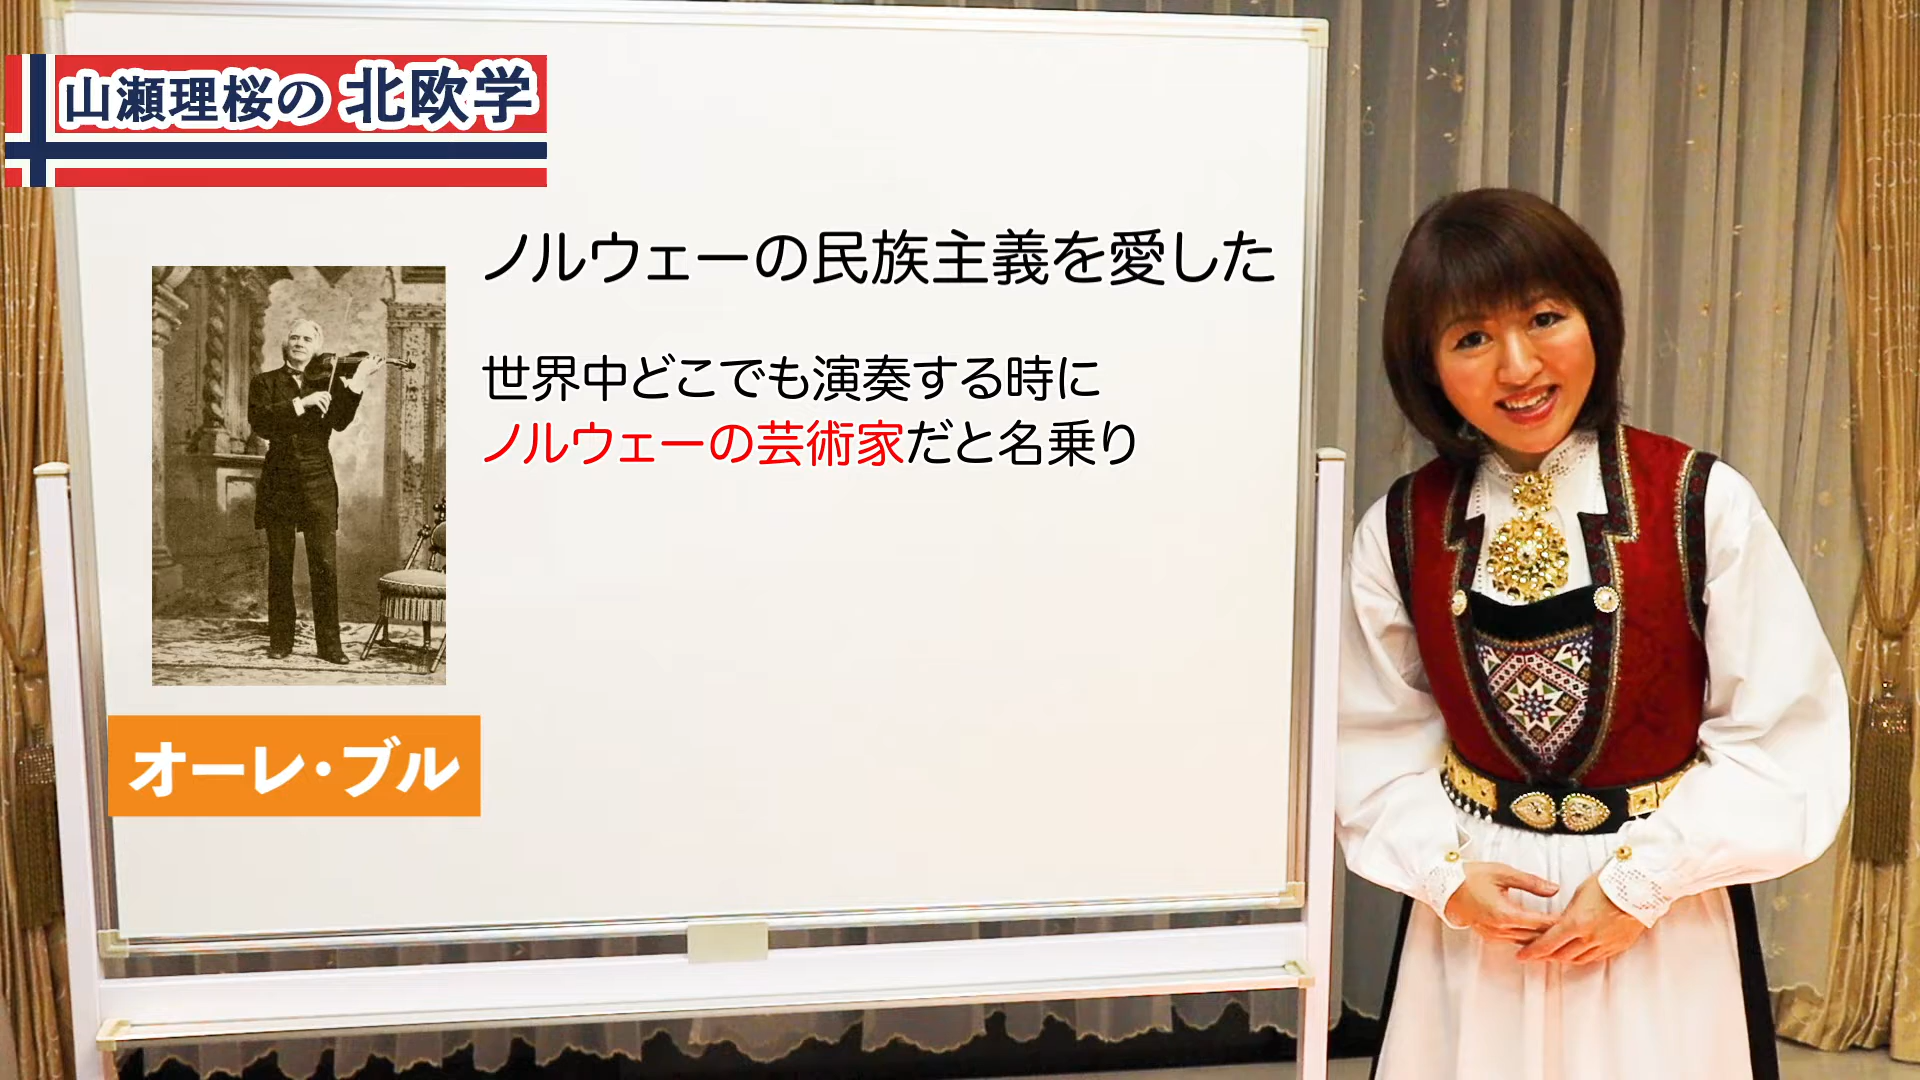 山瀬理桜の 北欧学
ノルウェーの民族主義を愛した
世界中どこでも演奏する時に
ノルウェーの芸術家だと名乗り
オーレ・ブル